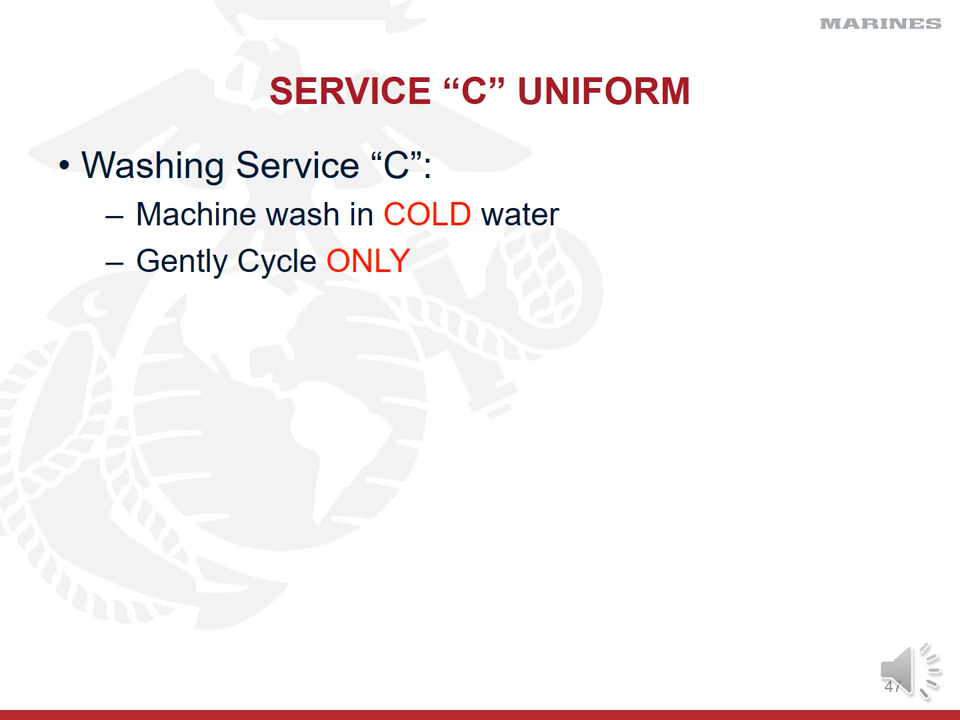 MARINES
SERVICE “C” UNIFORM
• Washing Service “C”:
– Machine wash in COLD water
– Gently Cycle ONLY
47